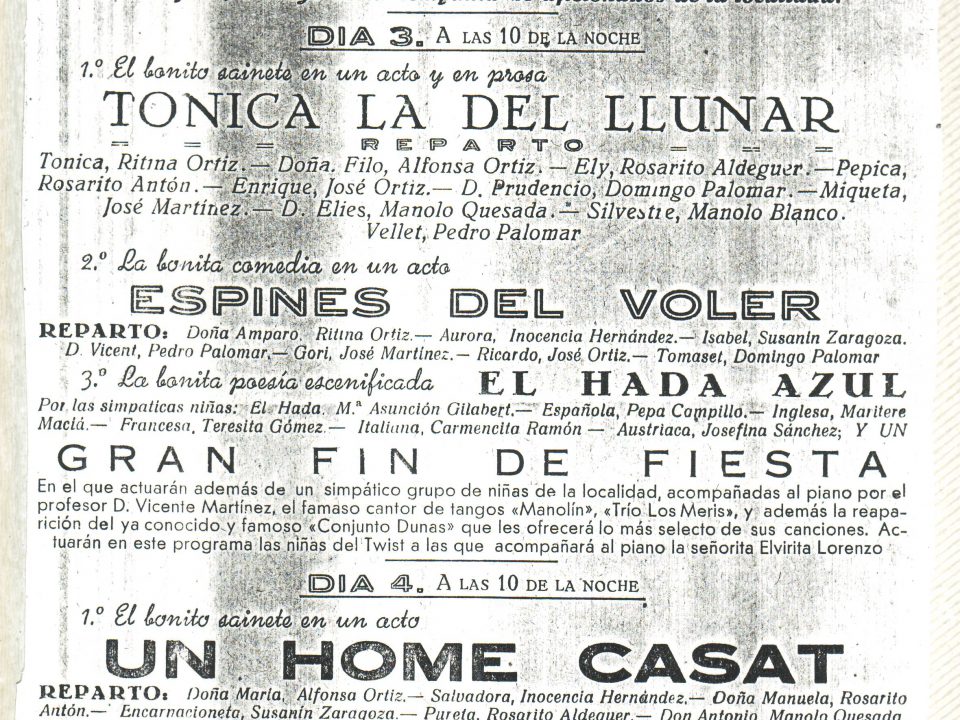 de aficionados de la localidad.
DIA 3. A LAS 10 DE LA NOCHE
1.º El bonito sainete en un acto y en prosa
TONICA LA DEL LLUNAR
REPARTO
Tonica, Ritina Ortiz.— Doña. Filo, Alfonsa Ortiz.— Ely, Rosarito Aldeguer.— Pepica,
Rosarito Antón.— Enrique, José Ortiz.— D. Prudencio, Domingo Palomar.— Miqueta,
José Martínez.— D. Elies, Manolo Quesada.— Silvestre, Manolo Blanco.
Vellet, Pedro Palomar
2.º La bonita comedia en un acto
ESPINES DEL VOLER
REPARTO: Doña Amparo, Ritina Ortiz.— Aurora, Inocencia Hernández.— Isabel, Susanin Zaragoza.
D. Vicent, Pedro Palomar.— Gori, José Martínez.— Ricardo, José Ortiz.— Tomaset, Domingo Palomar
3.º La bonita poesía escenificada EL HADA AZUL
Por las simpaticas niñas: El Hada, M.ª Asunción Gilabert.— Española, Pepa Campillo.— Inglesa, Maritere
Maciá.— Francesa, Teresita Gómez.— Italiana, Carmencita Ramón — Austriaca, Josefina Sánchez; Y UN
GRAN FIN DE FIESTA
En el que actuarán además de un simpático grupo de niñas de la localidad, acompañadas al piano por el
profesor D. Vicente Martínez, el famaso cantor de tangos «Manolín», «Trío Los Meris», y además la reapa-
rición del ya conocido y famoso «Conjunto Dunas» que les ofrecerá lo más selecto de sus canciones. Ac-
tuarán en este programa las niñas del Twist a las que acompañará al piano la señorita Elvirita Lorenzo
DIA 4. A LAS 10 DE LA NOCHE
1.º El bonito sainete en un acto
UN HOME CASAT
REPARTO: Doña María, Alfonsa Ortiz.— Salvadora, Inocencia Hernández.— Doña Manuela, Rosarito
Antón.— Encarnacioneta, Susanín Zaragoza.— Pureta, Rosarito Aldeguer.— Don Antonio, Manolo Quesada